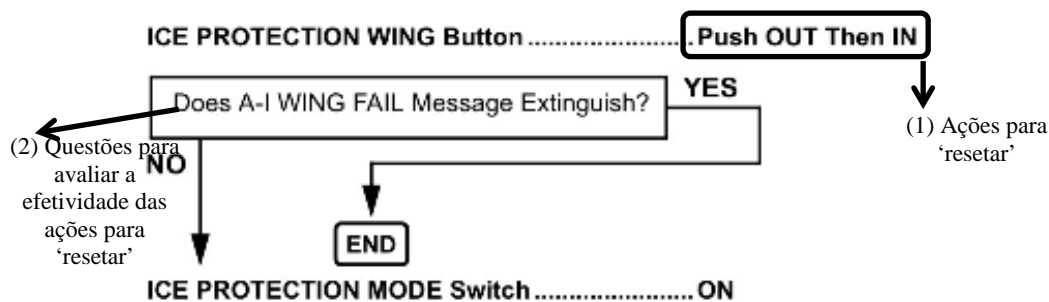 ICE PROTECTION WING Button ........................ Push OUT Then IN
Does A-I WING FAIL Message Extinguish?
YES
(1) Ações para
‘resetar’
(2) Questões para
avaliar a
efetividade das
ações para
‘resetar’
NO
END
ICE PROTECTION MODE Switch ....................... ON